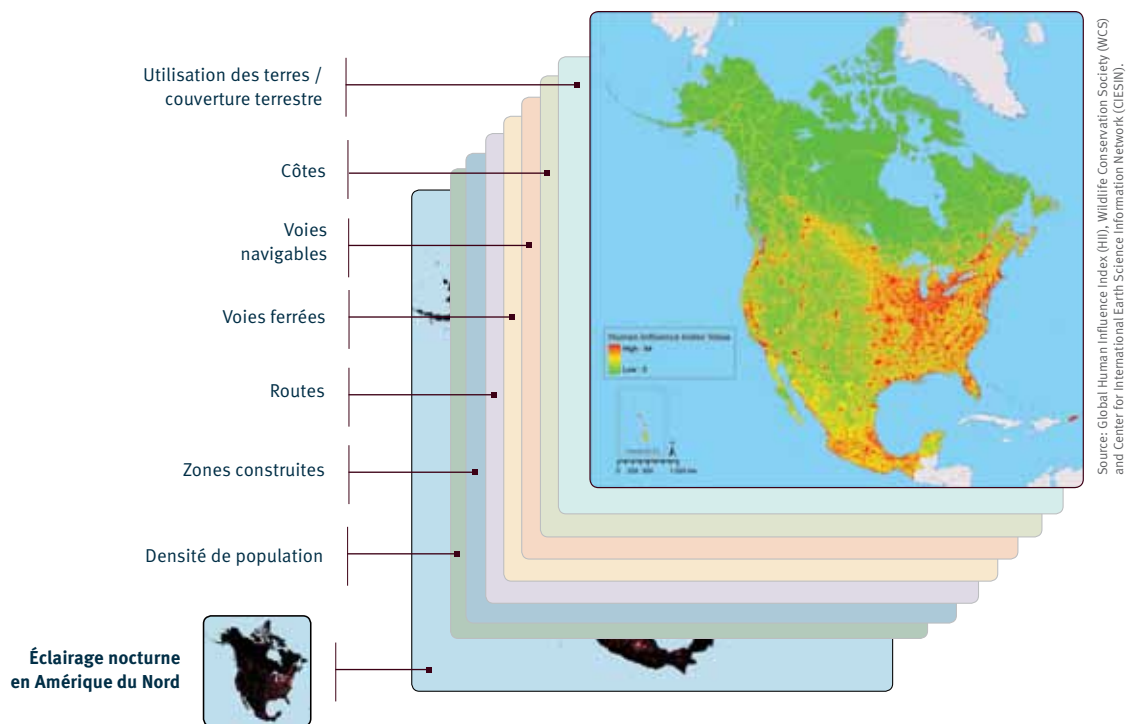 Utilisation des terres /
couverture terrestre
Côtes
Voies
navigables
Voies ferrées
Routes
Zones construites
Densité de population
Éclairage nocturne
en Amérique du Nord
Human Influence Index Value
High : 64
Low : 0
Source: Global Human Influence Index (HII), Wildlife Conservation Society (WCS)
and Center for International Earth Science Information Network (CIESIN).